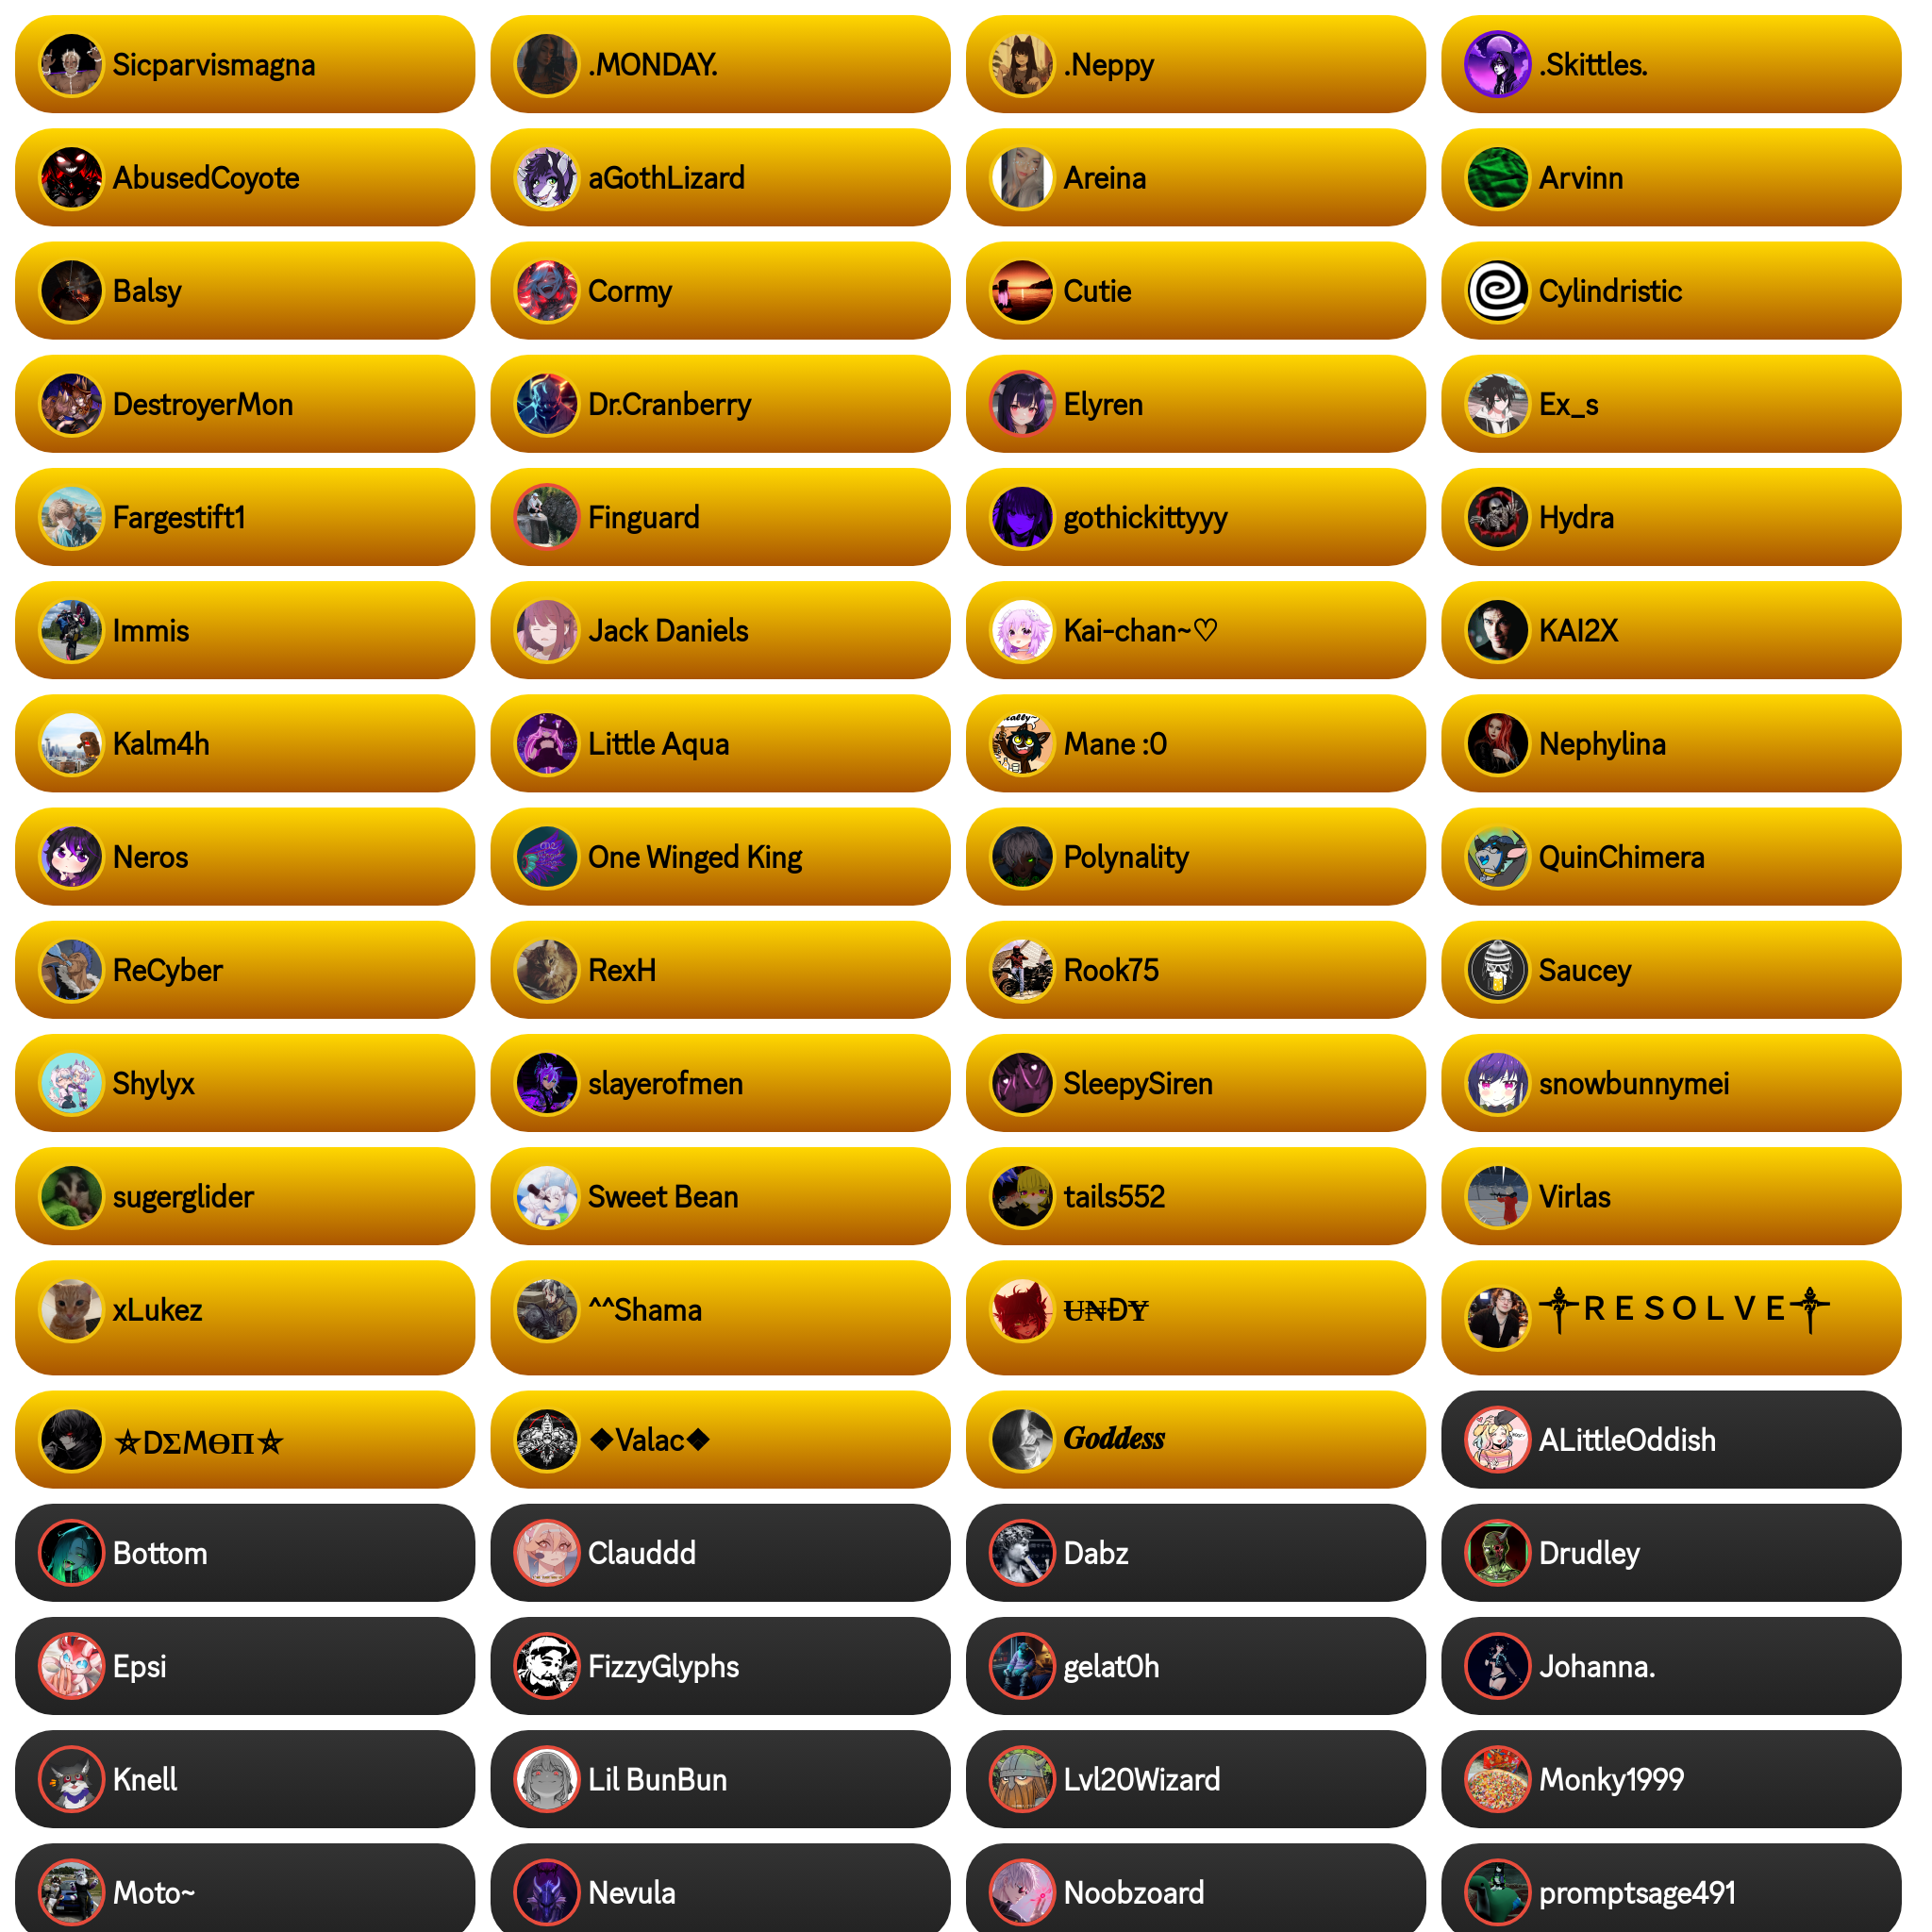 Sicparvismagna
.MONDAY.
.Neppy
.Skittles.
AbusedCoyote
aGothLizard
Areina
Arvinn
Balsy
Cormy
Cutie
Cylindristic
DestroyerMon
Dr.Cranberry
Elyren
Ex_s
Fargestift1
Finguard
gothickittyyy
Hydra
Immis
Jack Daniels
Kai-chan~♡
KAI2X
Kalm4h
Little Aqua
Mane :0
Nephylina
Neros
One Winged King
Polynality
QuinChimera
ReCyber
RexH
Rook75
Saucey
Shylyx
slayerofmen
SleepySiren
snowbunnymei
sugerglider
Sweet Bean
tails552
Virlas
xLukez
^^Shama
Ʉ₦ĐɎ
⸸ＲＥＳＯＬＶＥ⸸
⛧DΣMӨП⛧
◆Valac◆
𝑮𝒐𝒅𝒅𝒆𝒔𝒔
ALittleOddish
Bottom
Clauddd
Dabz
Drudley
Epsi
FizzyGlyphs
gelat0h
Johanna.
Knell
Lil BunBun
Lvl20Wizard
Monky1999
Moto~
Nevula
Noobzoard
promptsage491